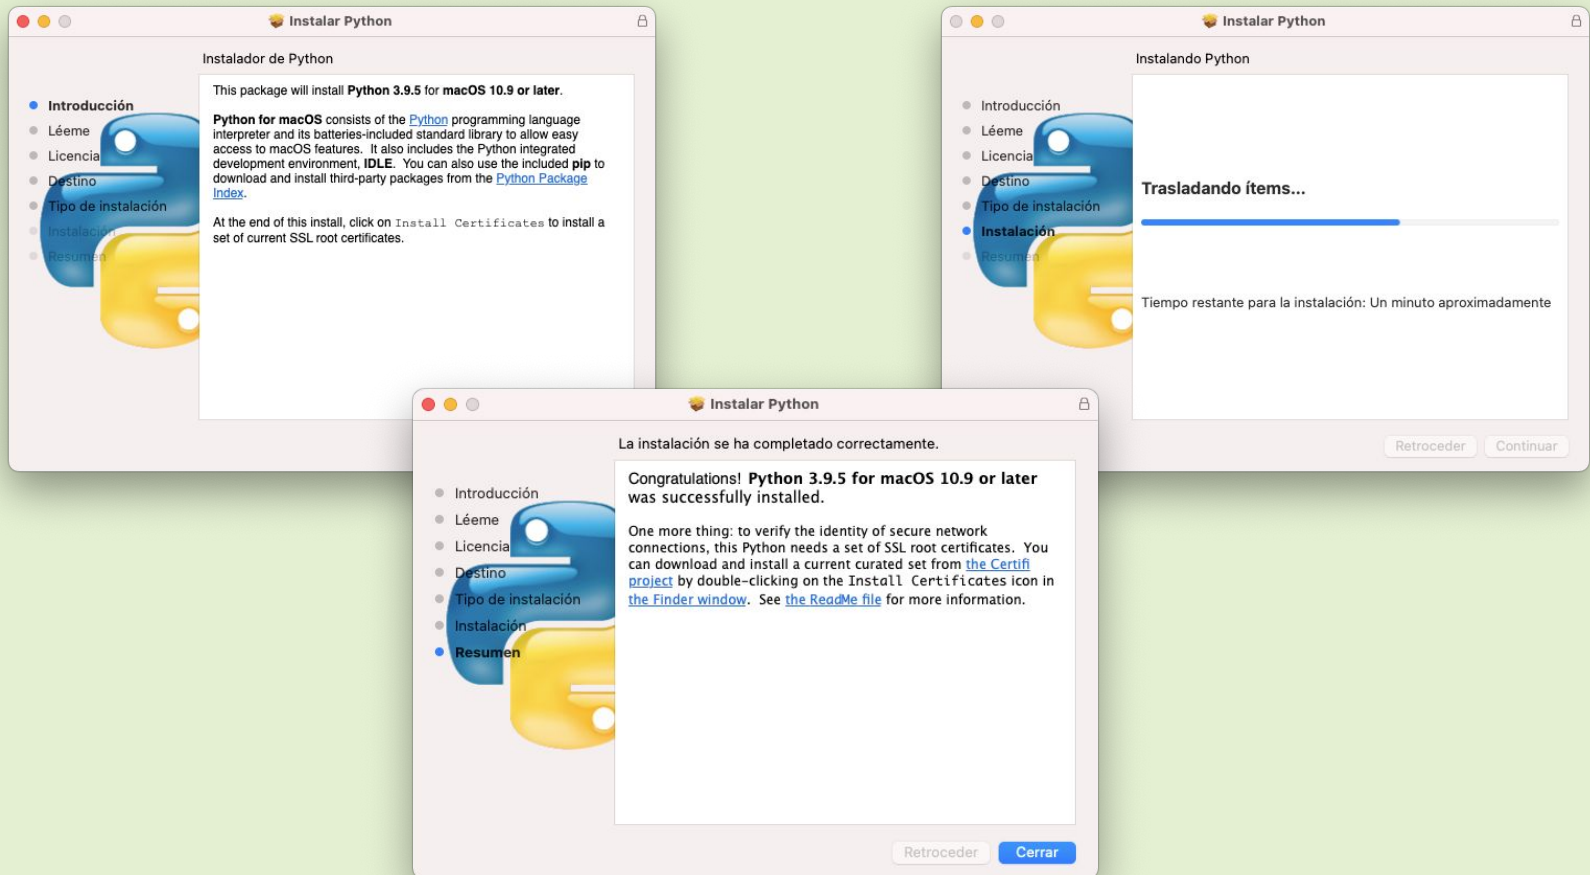 Instalar Python
Instalador de Python
Introducción
Léeme
Licencia
Destino
Tipo de instalación
Instalación
Resumen
This package will install Python 3.9.5 for macOS 10.9 or later.
Python for macOS consists of the Python programming language
interpreter and its batteries-included standard library to allow easy
access to macOS features.  It also includes the Python integrated
development environment, IDLE.  You can also use the included pip to
download and install third-party packages from the Python Package
Index.
At the end of this install, click on Install Certificates to install a
set of current SSL root certificates.
Instalar Python
Instalando Python
Introducción
Léeme
Licencia
Destino
Tipo de instalación
Instalación
Resumen
Trasladando ítems...
Tiempo restante para la instalación: Un minuto aproximadamente
Retroceder
Continuar
Instalar Python
La instalación se ha completado correctamente.
Introducción
Léeme
Licencia
Destino
Tipo de instalación
Instalación
Resumen
Congratulations! Python 3.9.5 for macOS 10.9 or later
was successfully installed.
One more thing: to verify the identity of secure network
connections, this Python needs a set of SSL root certificates.  You
can download and install a current curated set from the Certifi
project by double-clicking on the Install Certificates icon in
the Finder window.  See the ReadMe file for more information.
Retroceder
Cerrar